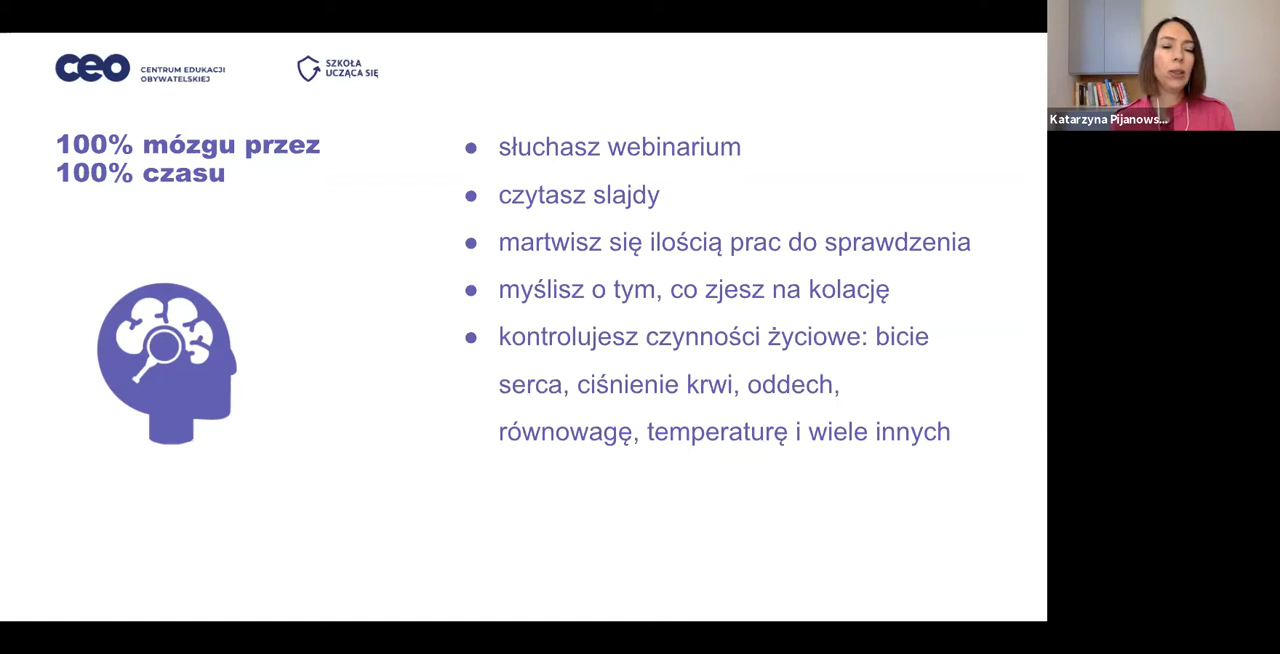 ceo
CENTRUM EDUKACJI
OBYWATELSKIEJ
SZKOŁA
UCZĄCA SIĘ
100% mózgu przez
100% czasu
● słuchasz webinarium
● czytasz slajdy
● martwisz się ilością prac do sprawdzenia
● myślisz o tym, co zjesz na kolację
● kontrolujesz czynności życiowe: bicie
serca, ciśnienie krwi, oddech,
równowagę, temperaturę i wiele innych
Katarzyna Pijanows...